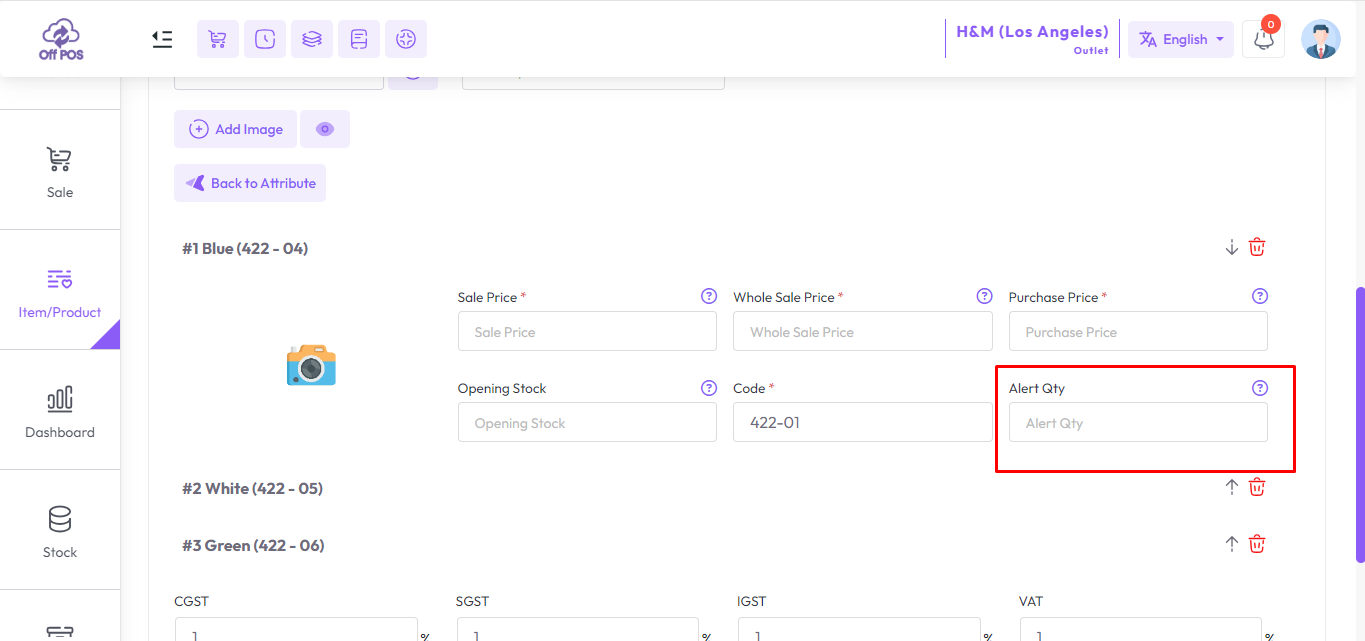 Off POS
H&M (Los Angeles)
Outlet
English
0
Add Image
Back to Attribute
Sale
Item/Product
Dashboard
Stock
#1 Blue (422 - 04)
Sale Price *
Whole Sale Price *
Purchase Price *
Sale Price
Whole Sale Price
Purchase Price
Opening Stock
Code *
Alert Qty
Opening Stock
422-01
Alert Qty
#2 White (422 - 05)
#3 Green (422 - 06)
CGST
SGST
IGST
VAT
1 %
1 %
1 %
1 %